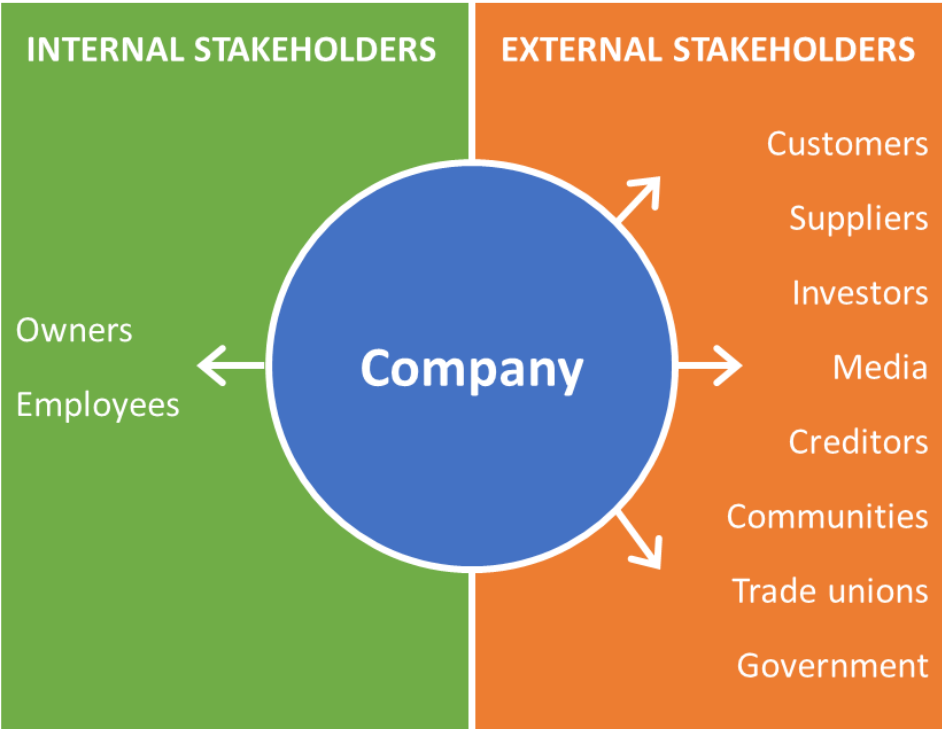 INTERNAL STAKEHOLDERS
Owners
Employees
Company
EXTERNAL STAKEHOLDERS
Customers
Suppliers
Investors
Media
Creditors
Communities
Trade unions
Government